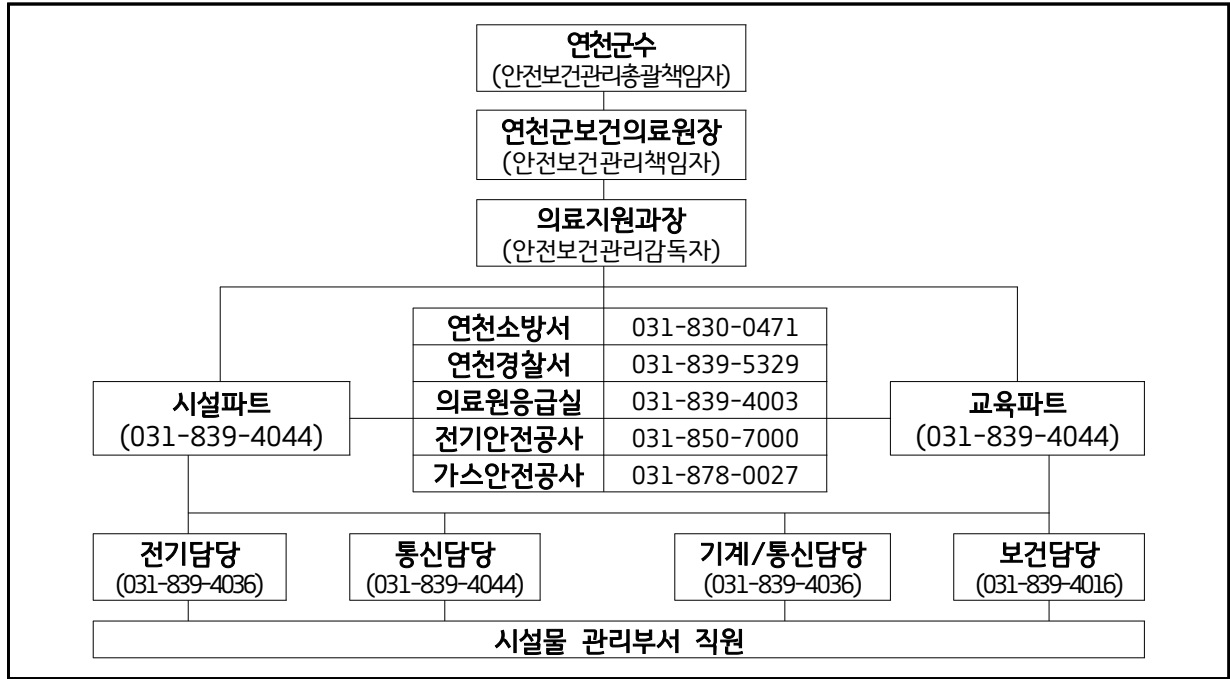 연천군수
(안전보건관리총괄책임자)
연천군보건의료원장
(안전보건관리책임자)
의료지원과장
(안전보건관리감독자)
연천소방서 031-830-0471
연천경찰서 031-839-5329
의료원응급실 031-839-4003
전기안전공사 031-850-7000
가스안전공사 031-878-0027
시설파트
(031-839-4044)
교육파트
(031-839-4044)
전기담당
(031-839-4036)
통신담당
(031-839-4044)
기계/통신담당
(031-839-4036)
보건담당
(031-839-4016)
시설물 관리부서 직원